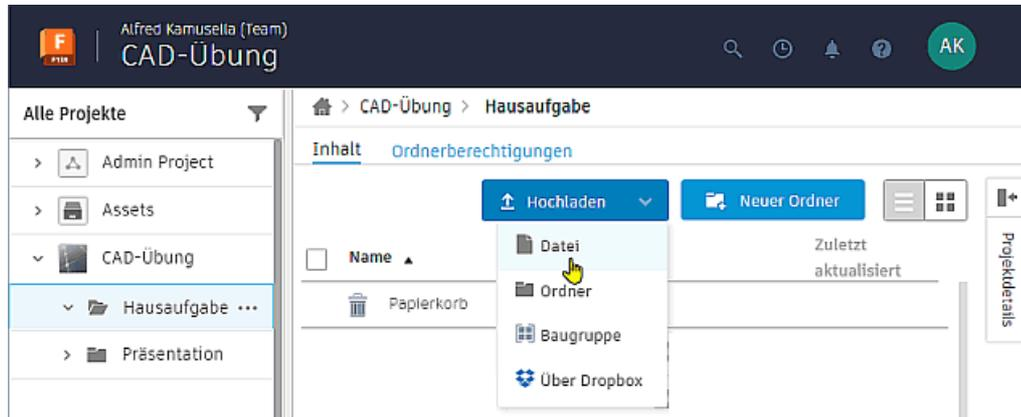 Alfred Kamusella (Team)
F
CAD-Übung
AK
Alle Projekte
CAD-Übung > Hausaufgabe
Inhalt Ordnerberechtigungen
Admin Project
Assets
CAD-Übung
Hausaufgabe ...
Präsentation
Hochladen
Neuer Ordner
Datei
Ordner
Baugruppe
Über Dropbox
Name
Zuletzt
aktualisiert
Papierkorb
Projektdetails